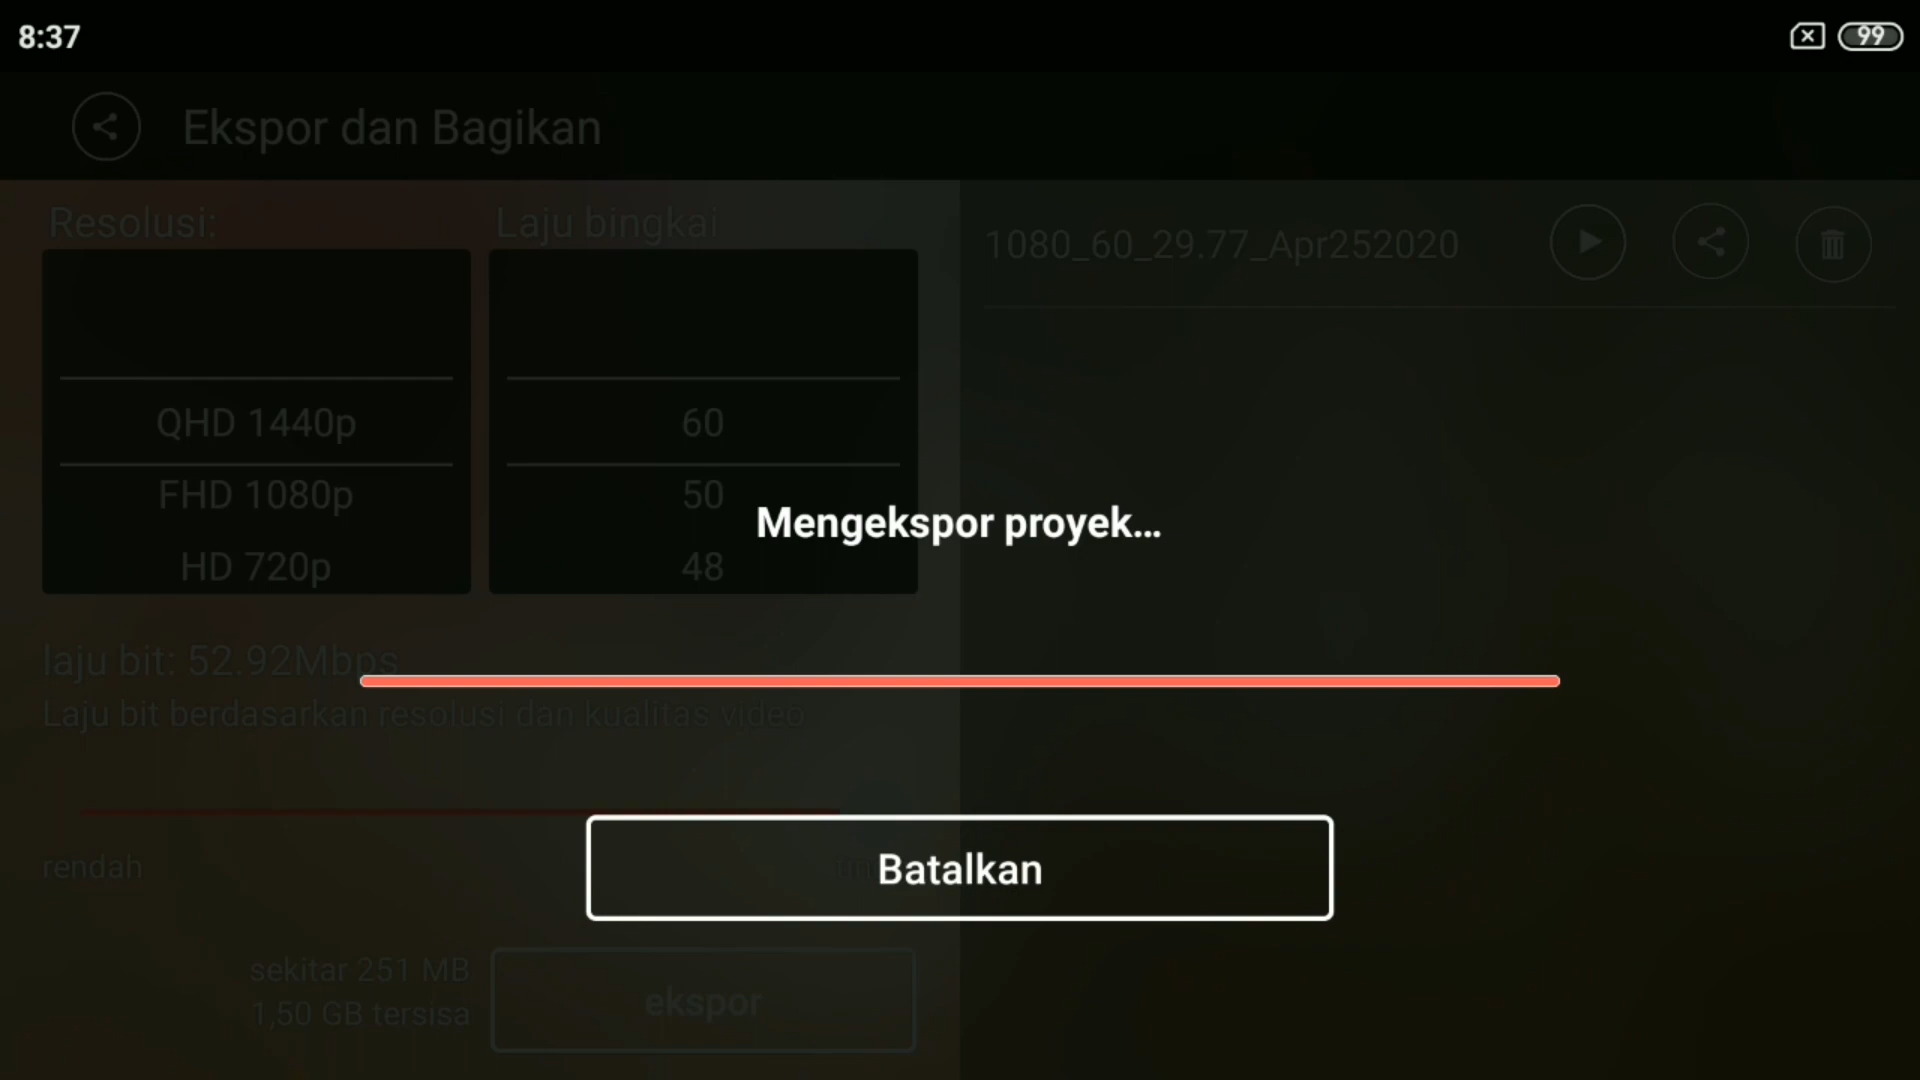 8:37
99
Ekspor dan Bagikan
Resolusi:
Laju bingkai
1080_60_29.77_Apr252020
QHD 1440p
60
FHD 1080p
50
HD 720p
48
Mengekspor proyek...
laju bit: 52.92Mbps
Laju bit berdasarkan resolusi dan kualitas video
rendah
Batalkan
sekitar 251 MB
1,50 GB tersisa
ekspor